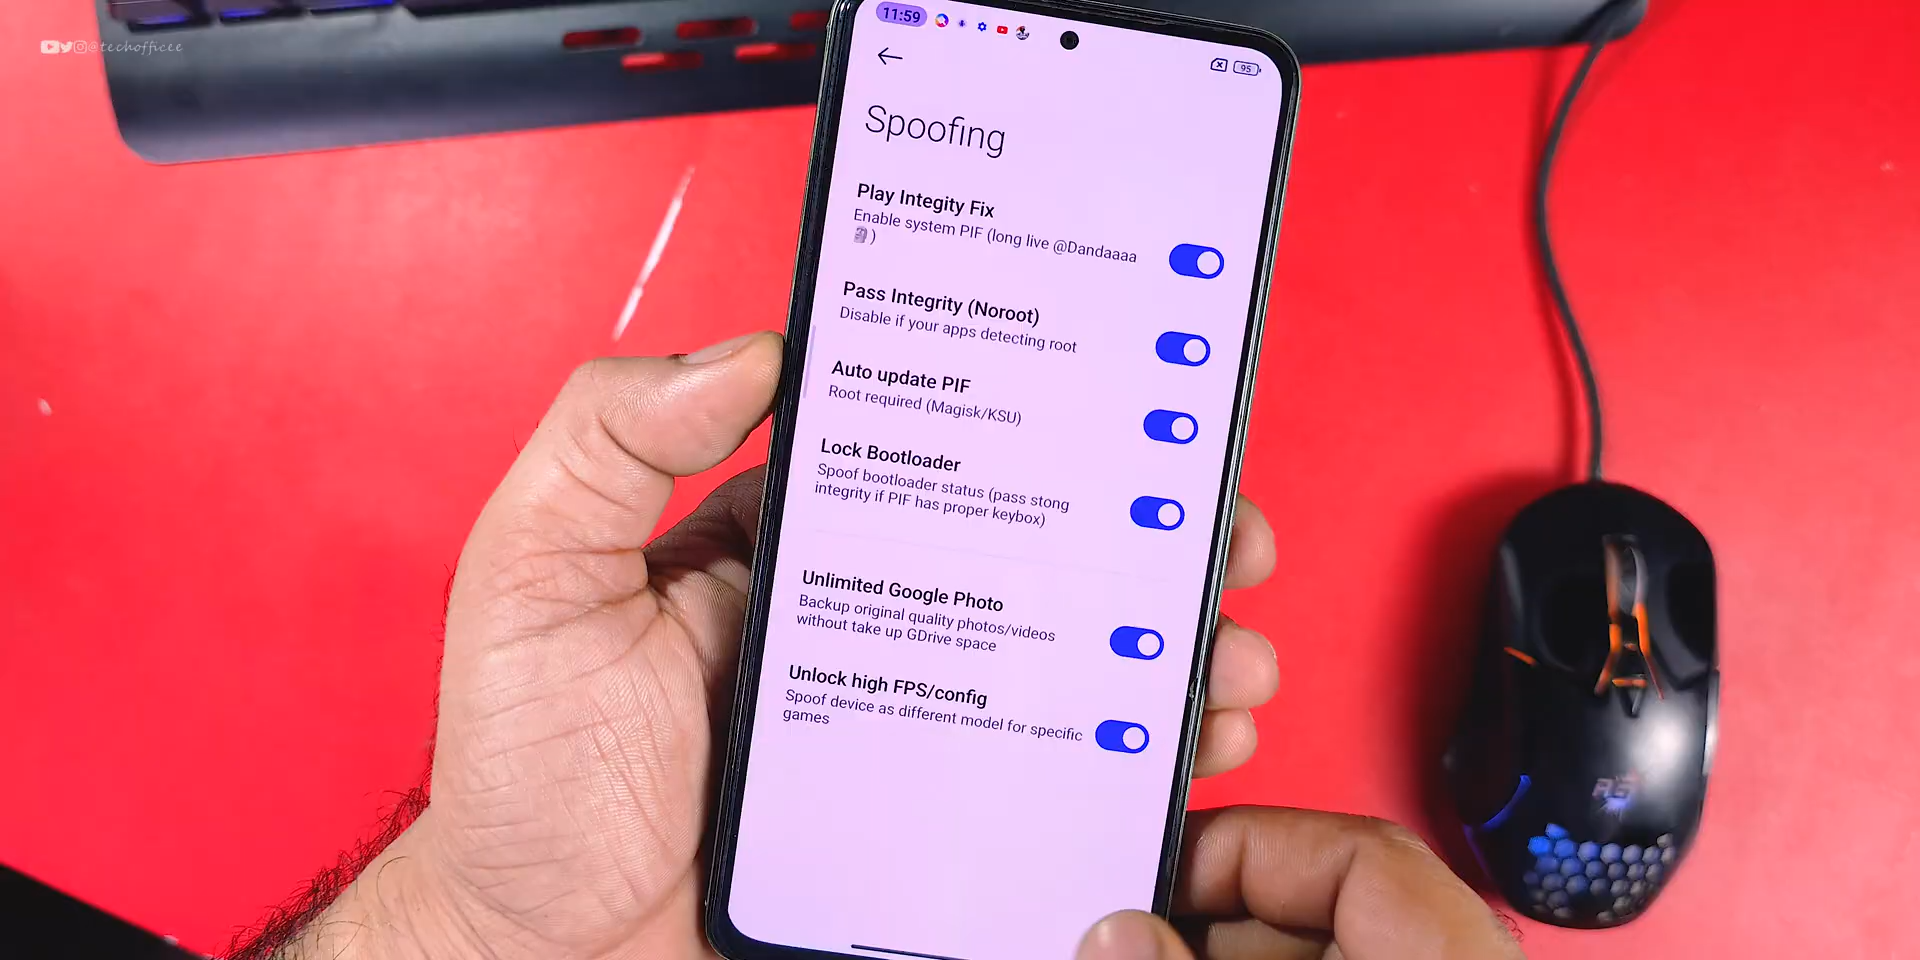 @techofficee
11:59
95
Spoofing
Play Integity Fix
Enable system PIF (long live @Dandaaaa
🗿)
Pass Integrity (Noroot)
Disable if your apps detecting root
Auto update PIF
Root required (Magisk/KSU)
Lock Bootloader
Spoof bootloader status (pass stong
integrity if PIF has proper keybox)
Unlimited Google Photo
Backup original quality photos/videos
without take up GDrive space
Unlock high FPS/config
Spoof device as different model for specific
games